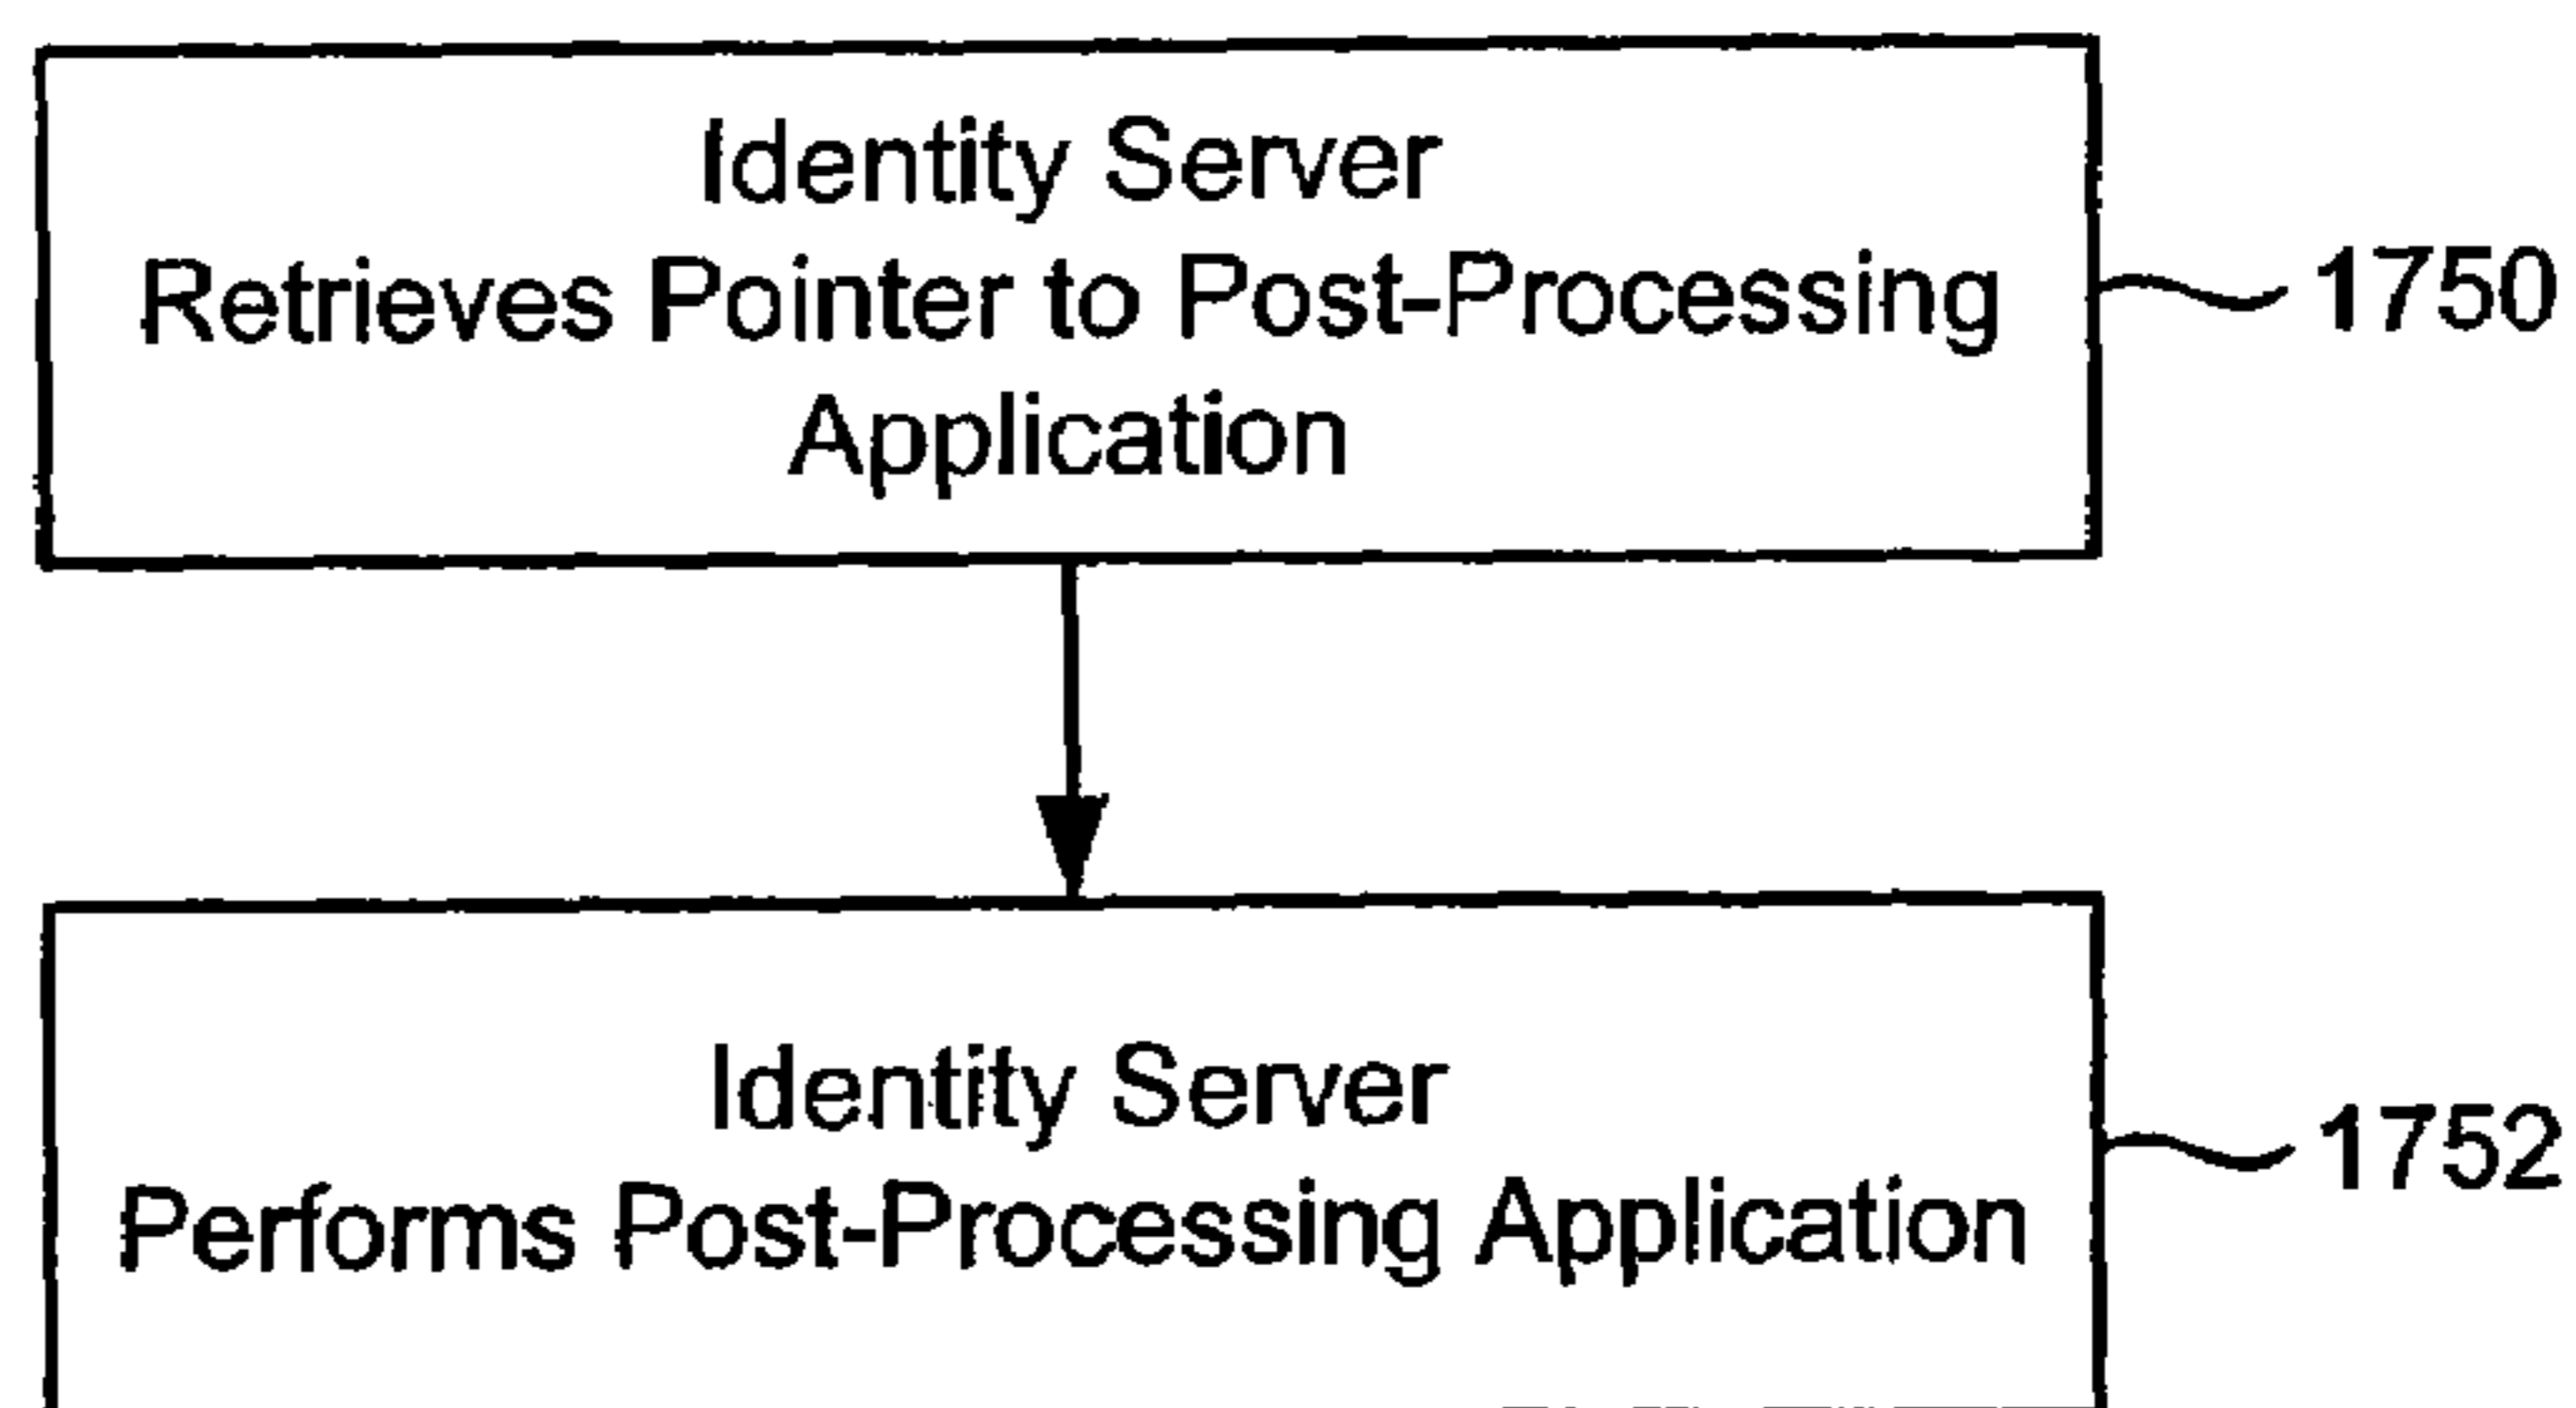 Identity Server
Retrieves Pointer to Post-Processing
Application
1750
Identity Server
Performs Post-Processing Application
1752